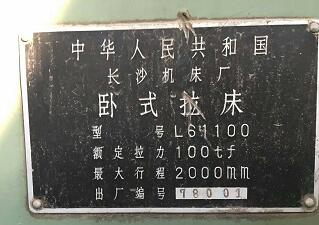 中华人民共和国
长沙机床厂
卧式拉床
型号 L61100
额定拉力 100tf
最大行程 2000mm
出厂编号 78001